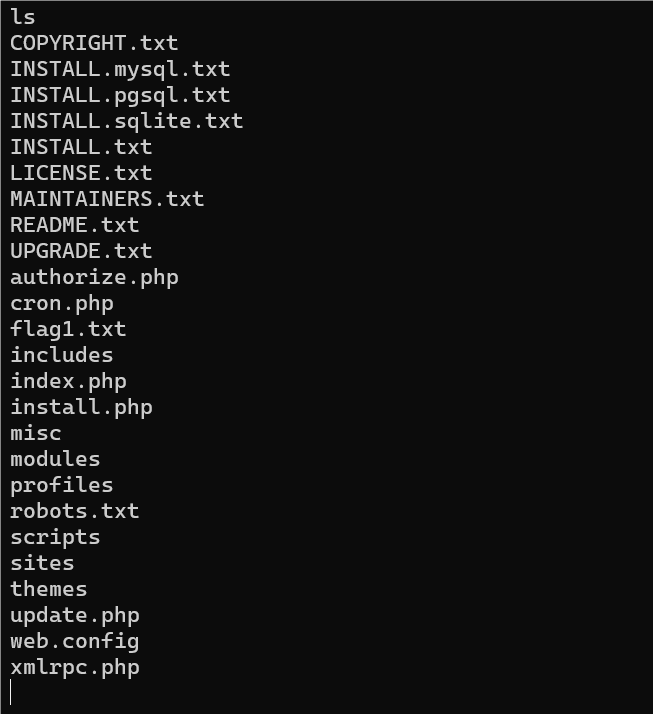 ls
COPYRIGHT.txt
INSTALL.mysql.txt
INSTALL.pgsql.txt
INSTALL.sqlite.txt
INSTALL.txt
LICENSE.txt
MAINTAINERS.txt
README.txt
UPGRADE.txt
authorize.php
cron.php
flag1.txt
includes
index.php
install.php
misc
modules
profiles
robots.txt
scripts
sites
themes
update.php
web.config
xmlrpc.php